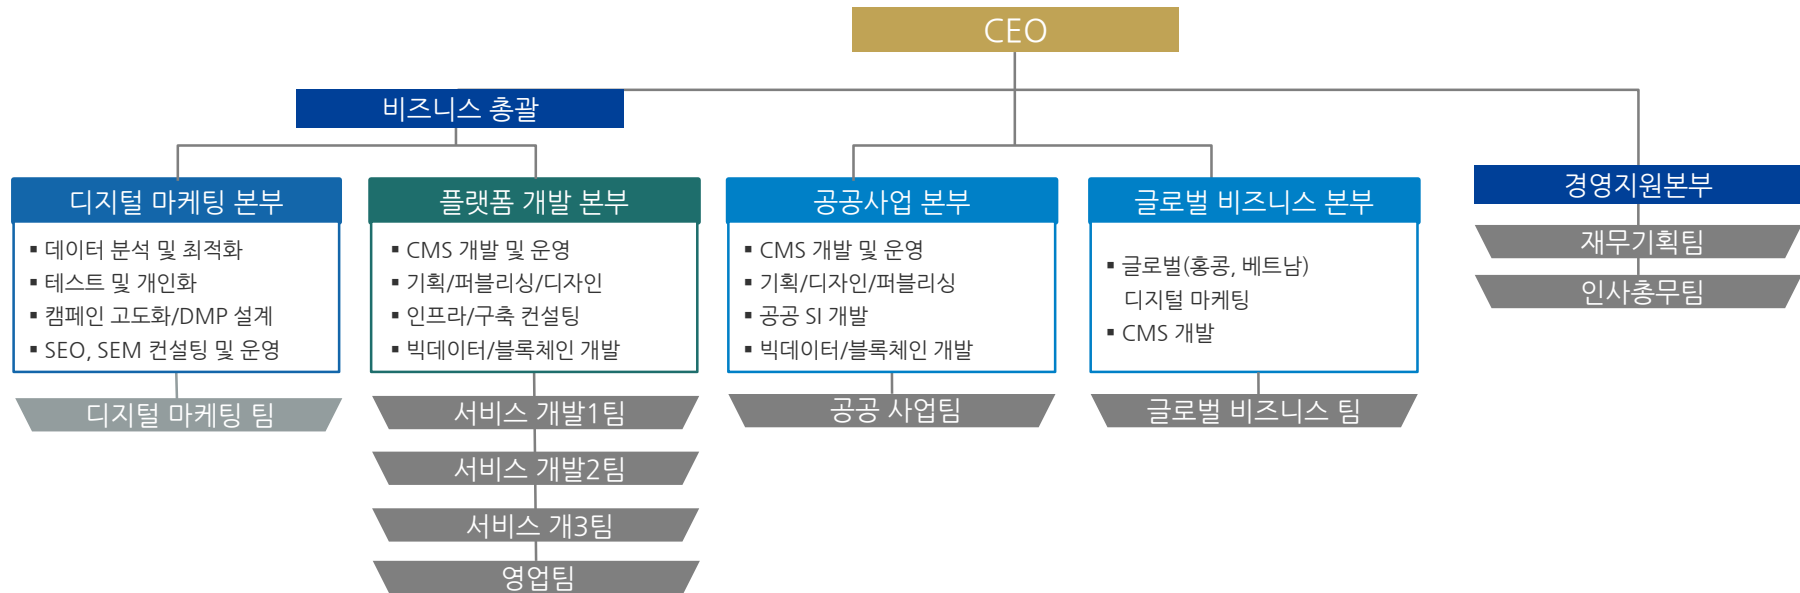 CEO
비즈니스 총괄
디지털 마케팅 본부
▪ 데이터 분석 및 최적화
▪ 테스트 및 개인화
▪ 캠페인 고도화/DMP 설계
▪ SEO, SEM 컨설팅 및 운영
디지털 마케팅 팀
플랫폼 개발 본부
▪ CMS 개발 및 운영
▪ 기획/퍼블리싱/디자인
▪ 인프라/구축 컨설팅
▪ 빅데이터/블록체인 개발
서비스 개발1팀
서비스 개발2팀
서비스 개3팀
영업팀
공공사업 본부
▪ CMS 개발 및 운영
▪ 기획/디자인/퍼블리싱
▪ 공공 SI 개발
▪ 빅데이터/블록체인 개발
공공 사업팀
글로벌 비즈니스 본부
▪ 글로벌(홍콩, 베트남)
디지털 마케팅
▪ CMS 개발
글로벌 비즈니스 팀
경영지원본부
재무기획팀
인사총무팀